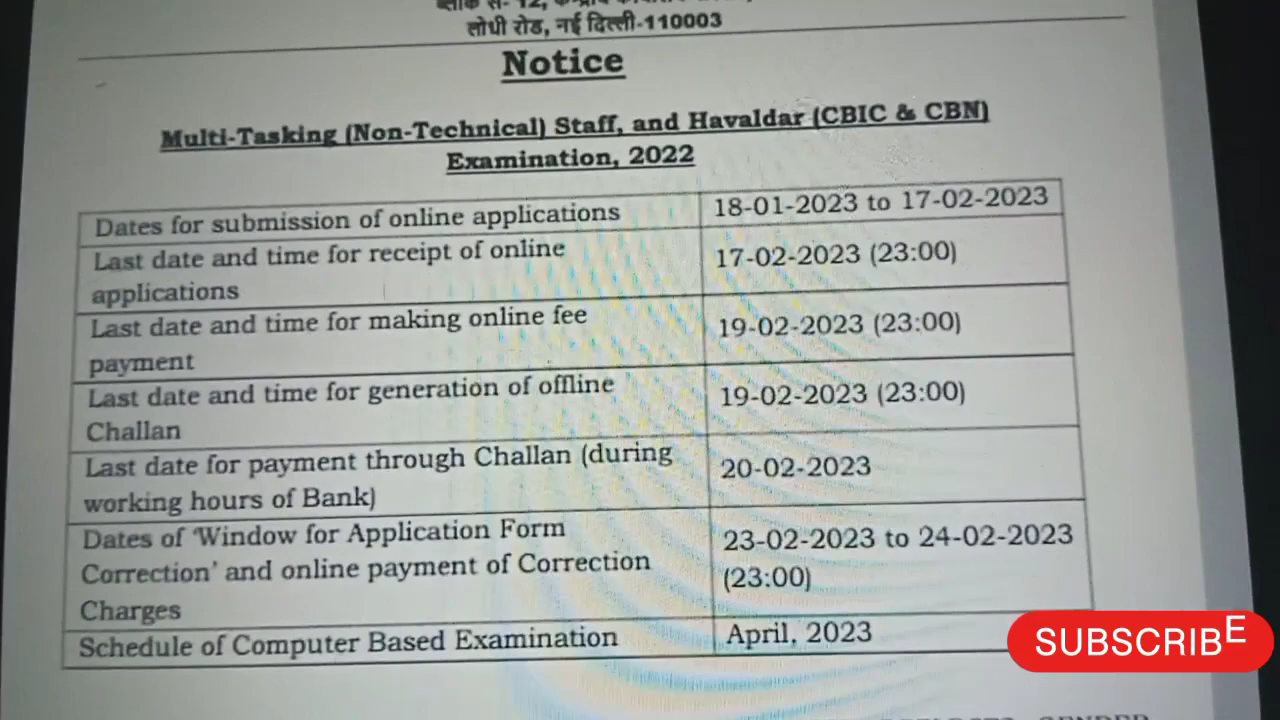 लोधी रोड, नई दिल्ली-110003
Notice
Multi-Tasking (Non-Technical) Staff, and Havaldar (CBIC & CBN)
Examination, 2022
Dates for submission of online applications 18-01-2023 to 17-02-2023
Last date and time for receipt of online
applications
17-02-2023 (23:00)
Last date and time for making online fee
payment
19-02-2023 (23:00)
Last date and time for generation of offline
Challan
19-02-2023 (23:00)
Last date for payment through Challan (during
working hours of Bank)
20-02-2023
Dates of 'Window for Application Form
Correction' and online payment of Correction
Charges
23-02-2023 to 24-02-2023
(23:00)
Schedule of Computer Based Examination April, 2023
SUBSCRIBE